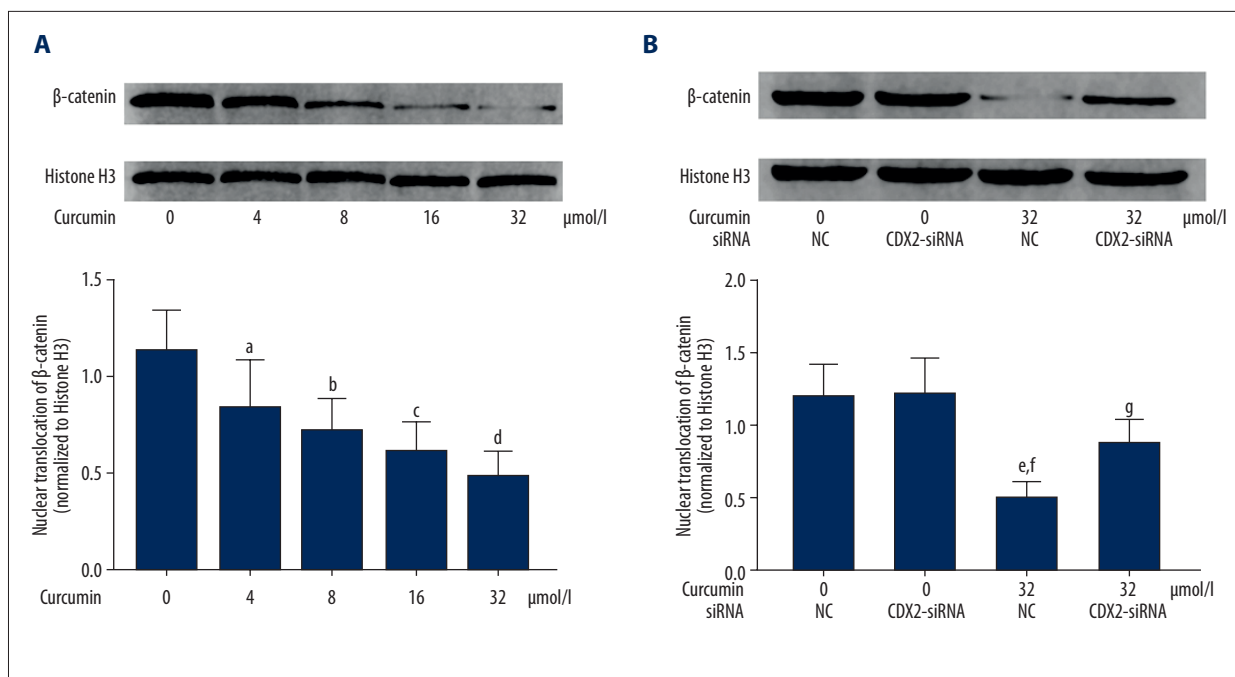 A
β-catenin
Histone H3
Curcumin 0 4 8 16 32 μmol/l
Nuclear translocation of β-catenin
(normalized to Histone H3)
1.5
1.0
0.5
0.0
a
b
c
d
Curcumin 0 4 8 16 32 μmol/l
B
β-catenin
Histone H3
Curcumin 0 0 32 32 μmol/l
siRNA NC CDX2-siRNA NC CDX2-siRNA
Nuclear translocation of β-catenin
(normalized to Histone H3)
2.0
1.5
1.0
0.5
0.0
e,f
g
Curcumin 0 0 32 32 μmol/l
siRNA NC CDX2-siRNA NC CDX2-siRNA